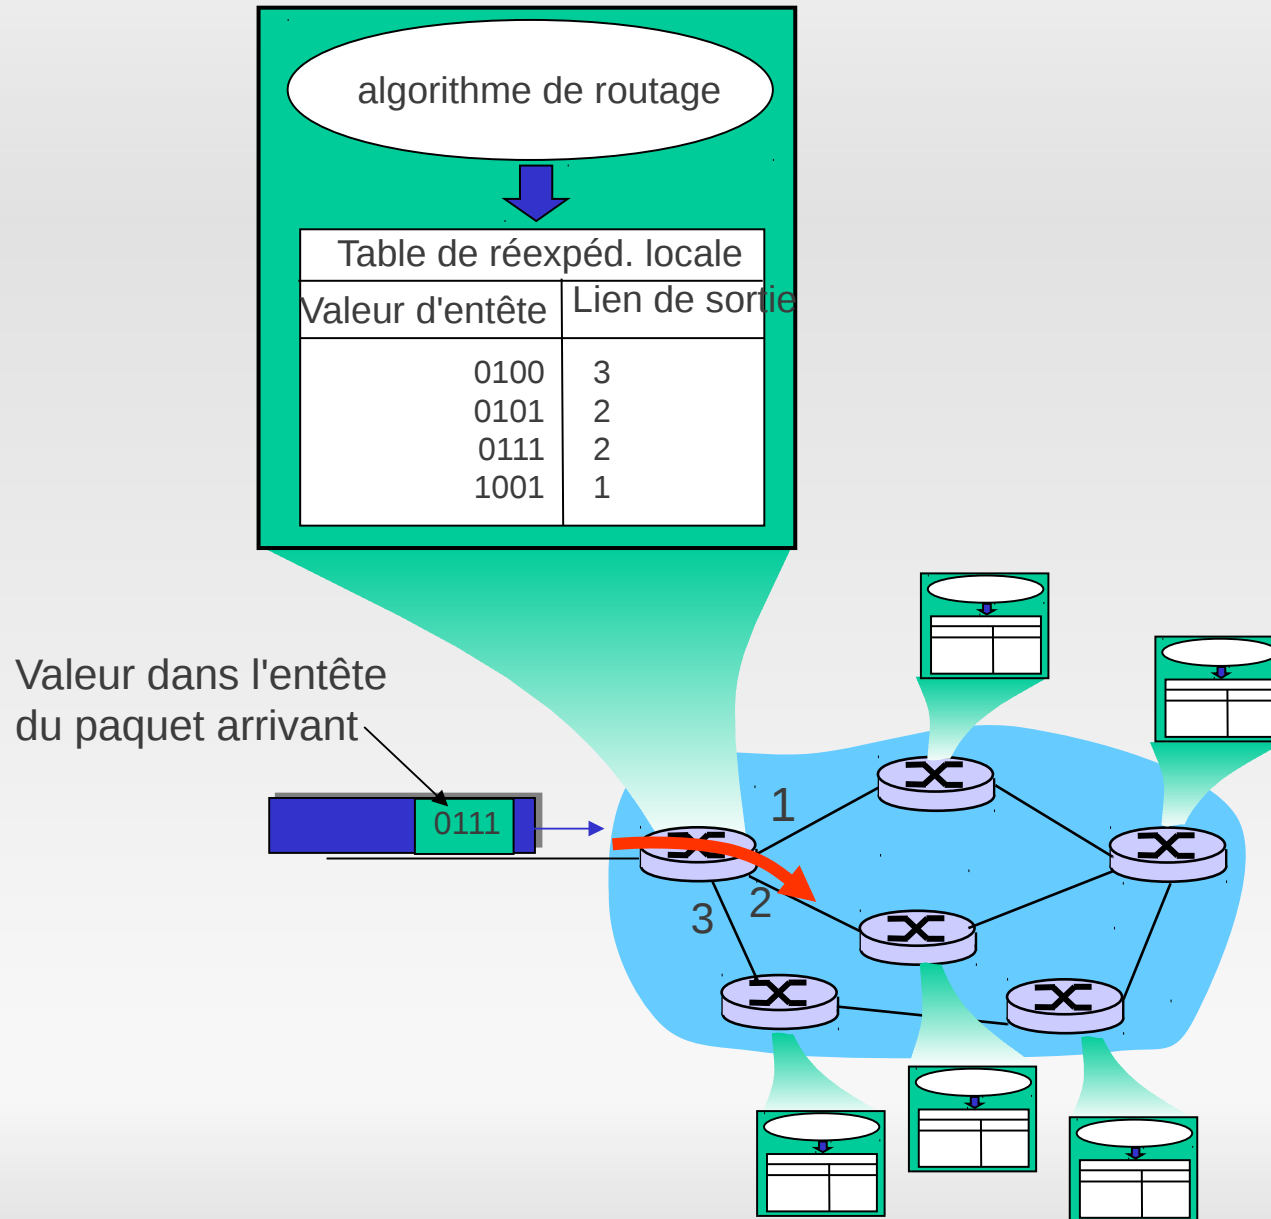 algorithme de routage
Table de réexpéd. locale
Valeur d'entête Lien de sortie
0100 3
0101 2
0111 2
1001 1
Valeur dans l'entête
du paquet arrivant
0111
1
2
3